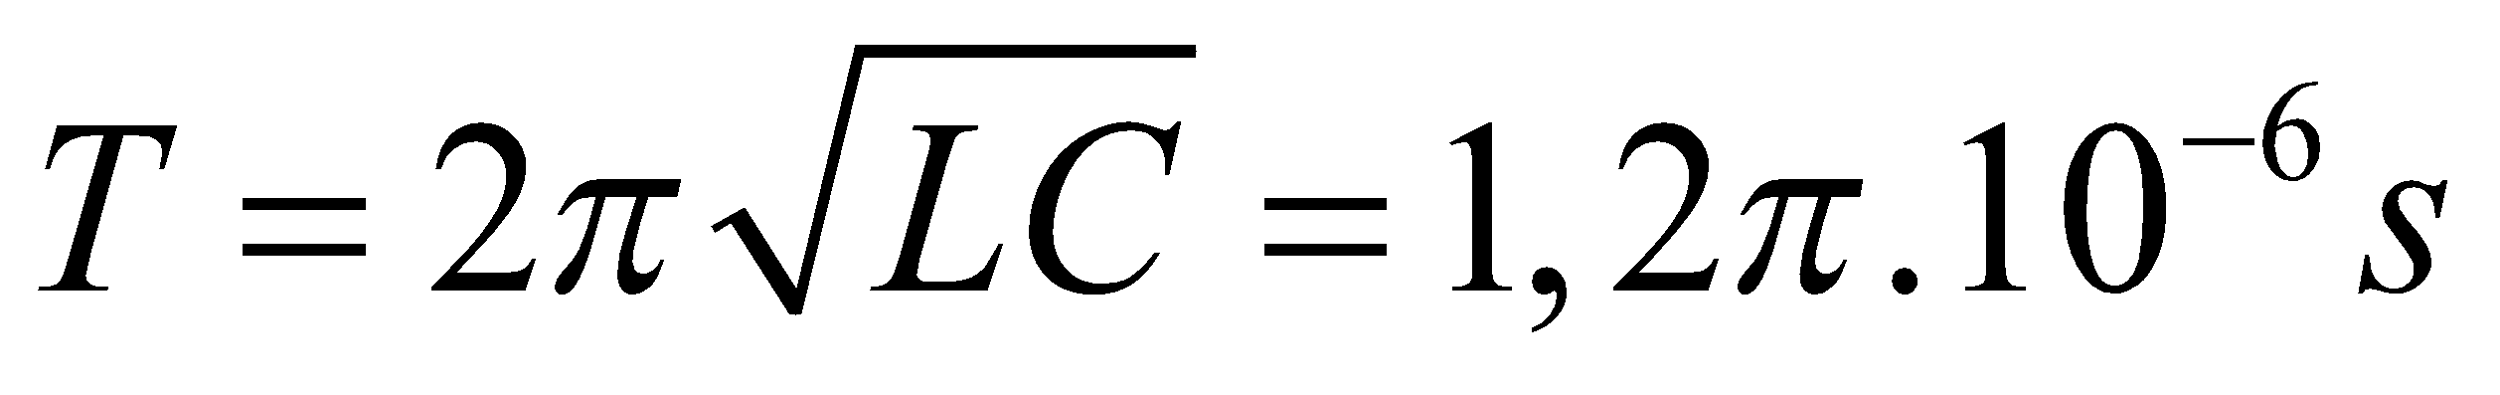 T = 2π√LC = 1,2π.10⁻⁶ s